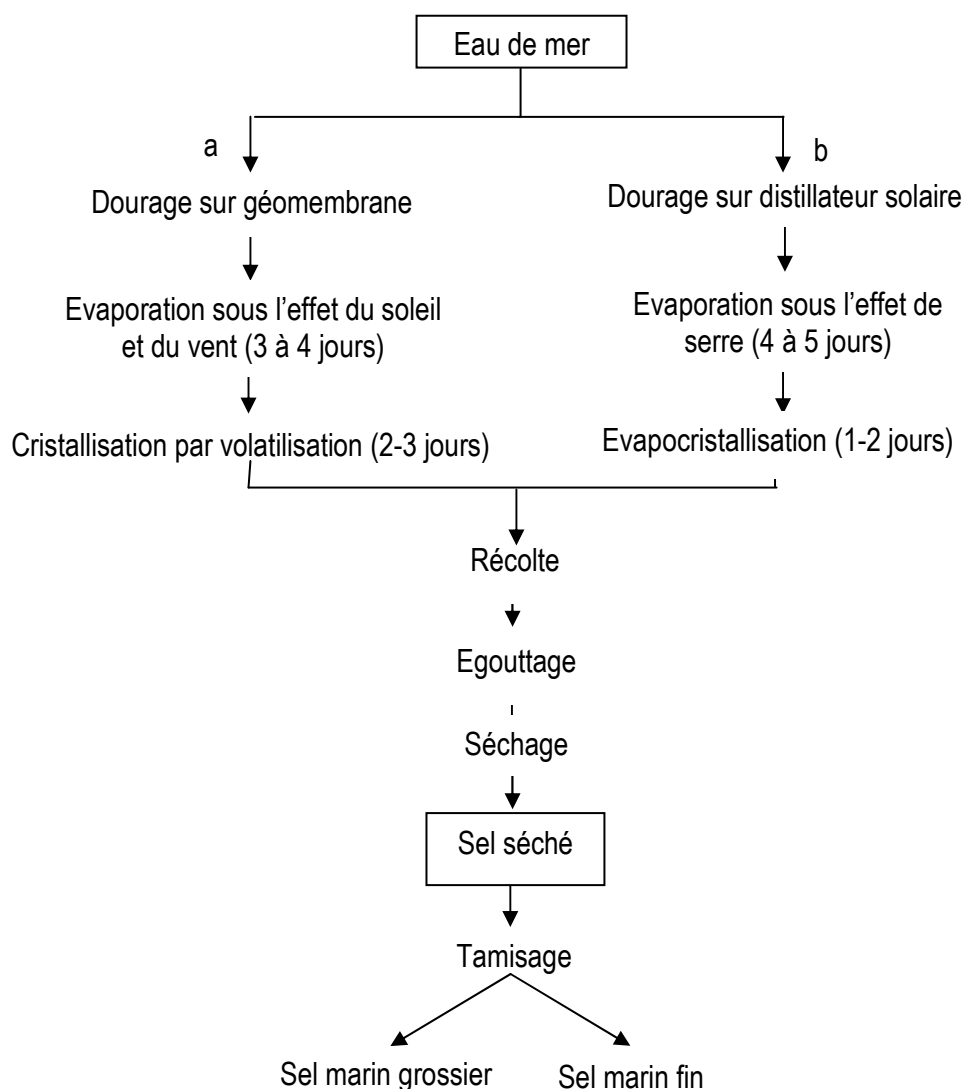 Eau de mer
a
b
Dourage sur géomembrane
Dourage sur distillateur solaire
Evaporation sous l’effet du soleil
et du vent (3 à 4 jours)
Evaporation sous l’effet de
serre (4 à 5 jours)
Cristallisation par volatilisation (2-3 jours)
Evapocristallisation (1-2 jours)
Récolte
Egouttage
Séchage
Sel séché
Tamisage
Sel marin grossier
Sel marin fin